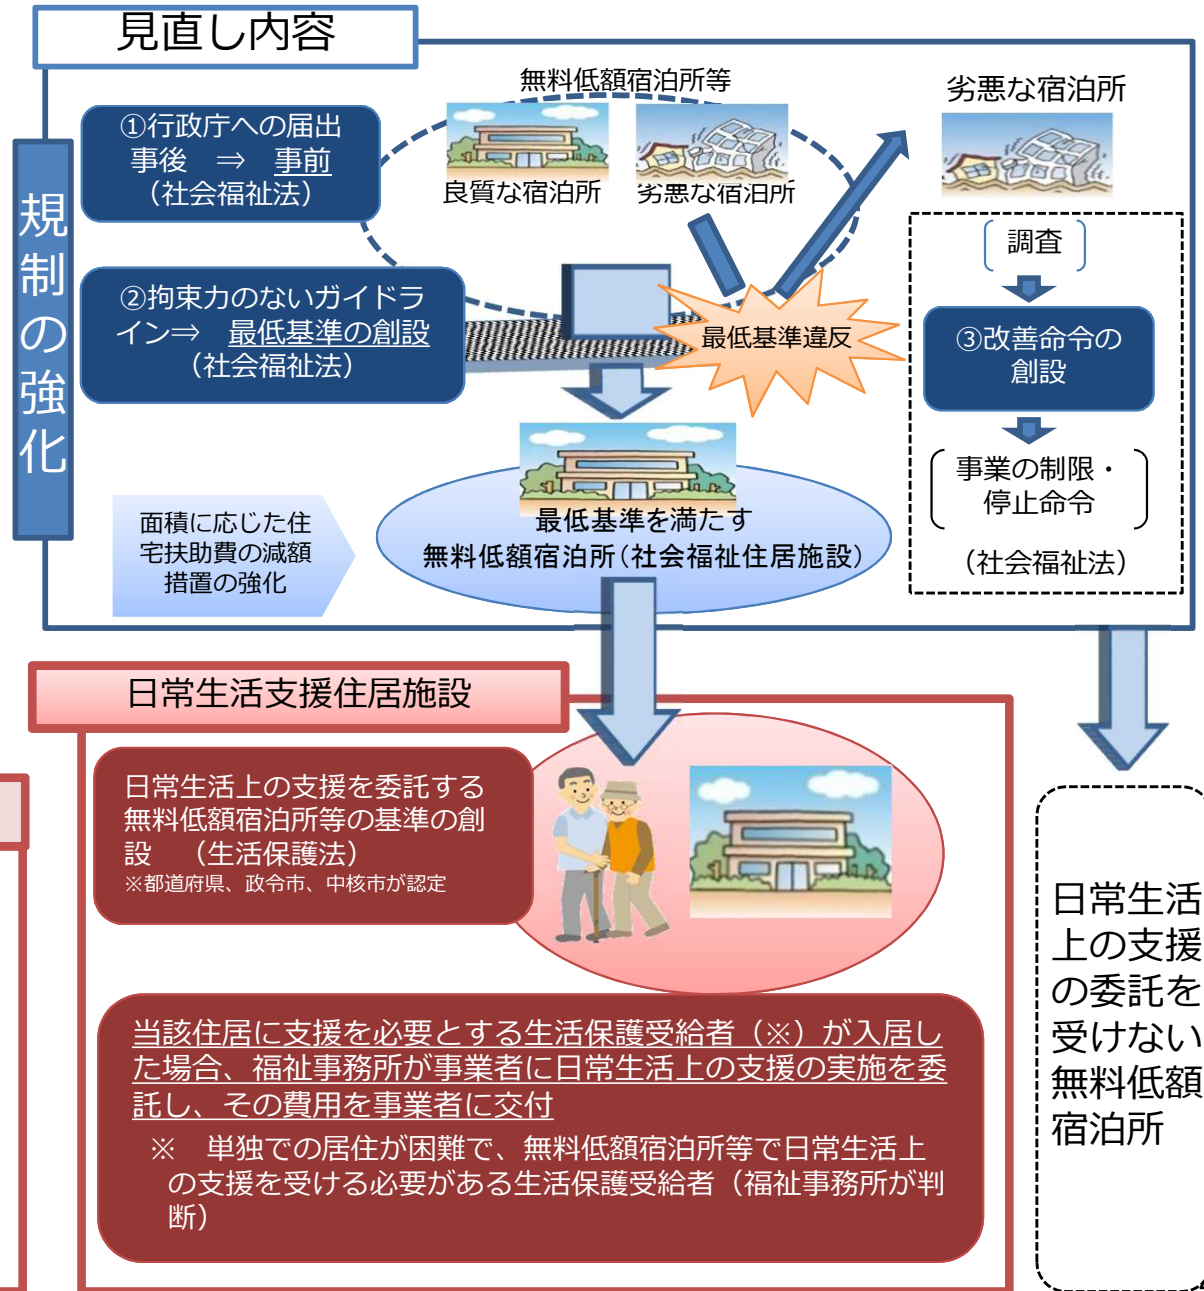 見直し内容
規制の強化
①行政庁への届出
事後 ⇒ 事前
（社会福祉法）
②拘束力のないガイドラ
イン⇒ 最低基準の創設
（社会福祉法）
無料低額宿泊所等
良質な宿泊所
劣悪な宿泊所
劣悪な宿泊所
最低基準違反
調査
③改善命令の
創設
事業の制限・
停止命令
（社会福祉法）
面積に応じた住
宅扶助費の減額
措置の強化
最低基準を満たす
無料低額宿泊所（社会福祉住居施設）
日常生活支援住居施設
日常生活上の支援を委託する
無料低額宿泊所等の基準の創
設 （生活保護法）
※都道府県、政令市、中核市が認定
当該住居に支援を必要とする生活保護受給者（※）が入居し
た場合、福祉事務所が事業者に日常生活上の支援の実施を委
託し、その費用を事業者に交付
※ 単独での居住が困難で、無料低額宿泊所等で日常生活上
の支援を受ける必要がある生活保護受給者（福祉事務所が判
断）
日常生活
上の支援
の委託を
受けない
無料低額
宿泊所